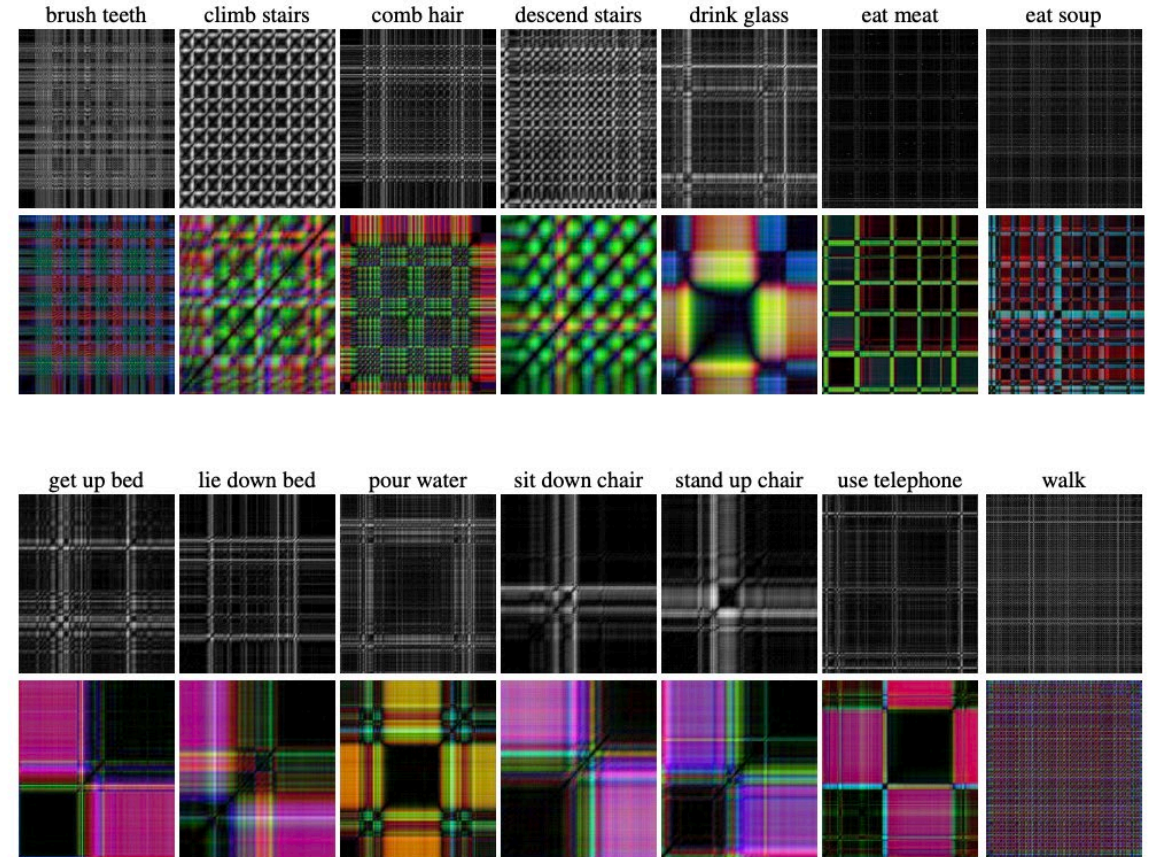 brush teeth climb stairs comb hair descend stairs drink glass eat meat eat soup
get up bed lie down bed pour water sit down chair stand up chair use telephone walk